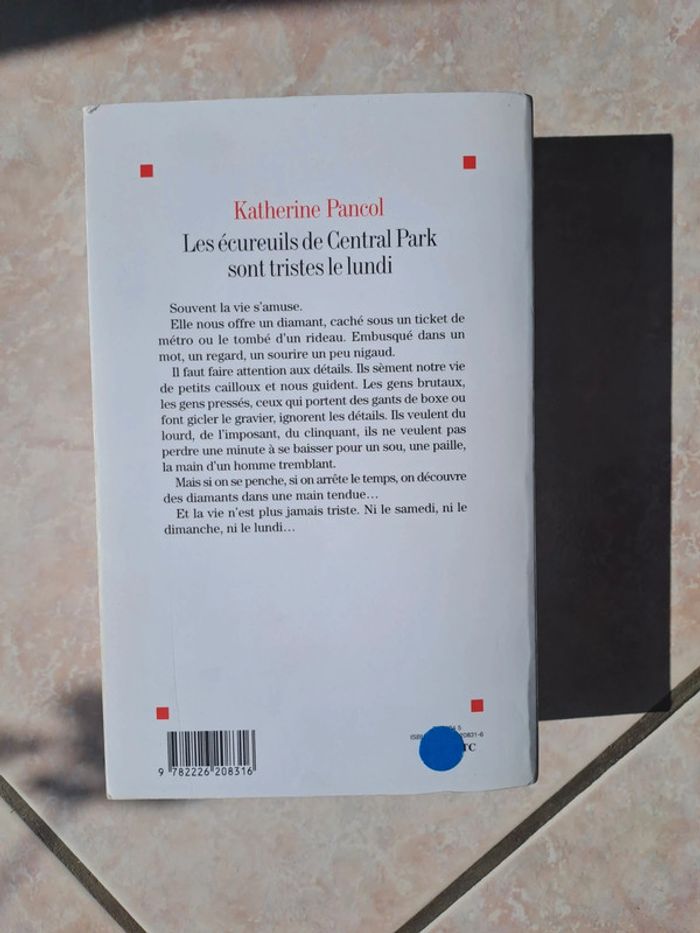 Katherine Pancol
Les écureuils de Central Park
sont tristes le lundi
Souvent la vie s'amuse.
Elle nous offre un diamant, caché sous un ticket de
métro ou le tombé d'un rideau. Embusqué dans un
mot, un regard, un sourire un peu nigaud.
Il faut faire attention aux détails. Ils sèment notre vie
de petits cailloux et nous guident. Les gens brutaux,
les gens pressés, ceux qui portent des gants de boxe ou
font gicler le gravier, ignorent les détails. Ils veulent du
lourd, de l'imposant, du clinquant, ils ne veulent pas
perdre une minute à se baisser pour un sou, une paille,
la main d'un homme tremblant.
Mais si on se penche, si on arrête le temps, on découvre
des diamants dans une main tendue…
Et la vie n'est plus jamais triste. Ni le samedi, ni le
dimanche, ni le lundi…
9 782226 208316
5
ISBN 20831-6
TC